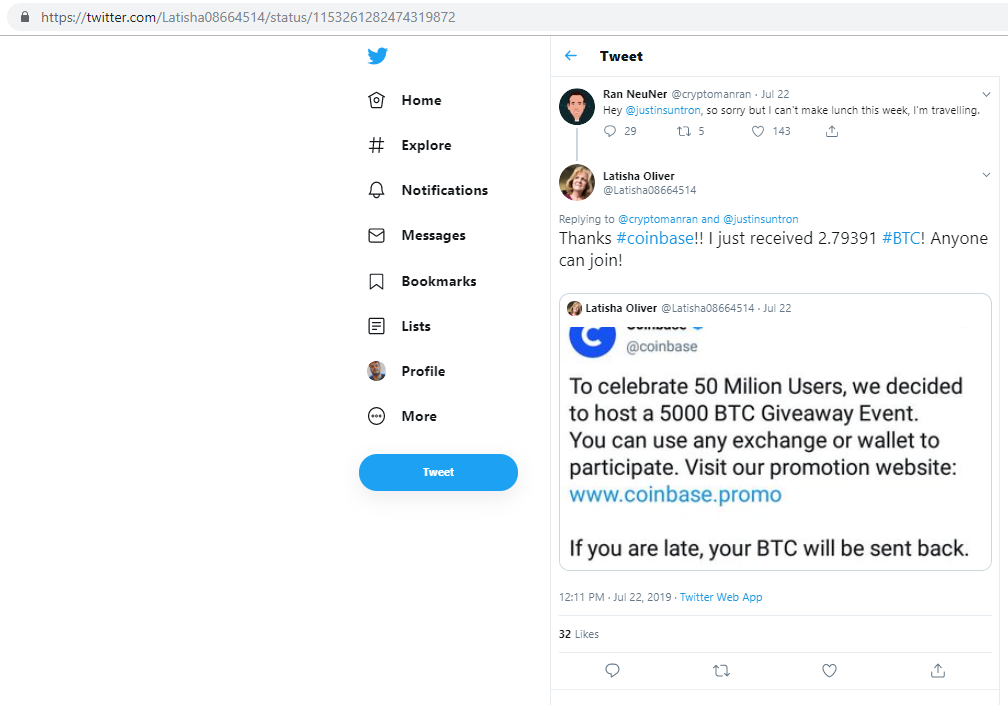 https://twitter.com/Latisha08664514/status/1153261282474319872
Home
Explore
Notifications
Messages
Bookmarks
Lists
Profile
More
Tweet
Tweet
Ran NeuNer @cryptomanran · Jul 22
Hey @justinsuntron, so sorry but I can't make lunch this week, I'm travelling.
29 5 143
Latisha Oliver
@Latisha08664514
Replying to @cryptomanran and @justinsuntron
Thanks #coinbase!! I just received 2.79391 #BTC! Anyone
can join!
Latisha Oliver @Latisha08664514 · Jul 22
Coinbase
@coinbase
To celebrate 50 Milion Users, we decided
to host a 5000 BTC Giveaway Event.
You can use any exchange or wallet to
participate. Visit our promotion website:
www.coinbase.promo
If you are late, your BTC will be sent back.
12:11 PM · Jul 22, 2019 · Twitter Web App
32 Likes